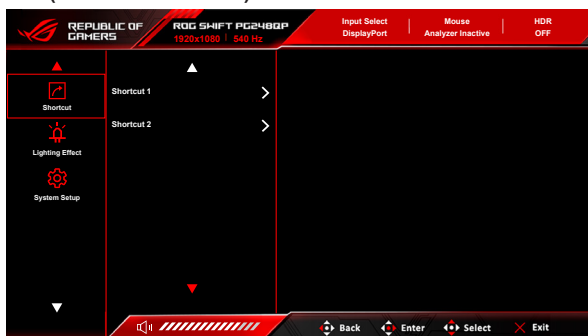 REPUBLIC OF
GAMERS
ROG SWIFT PG248QP
1920x1080 540 Hz
Input Select
DisplayPort
Mouse
Analyzer Inactive
HDR
OFF
Shortcut
Lighting Effect
System Setup
Shortcut 1
Shortcut 2
Back
Enter
Select
Exit